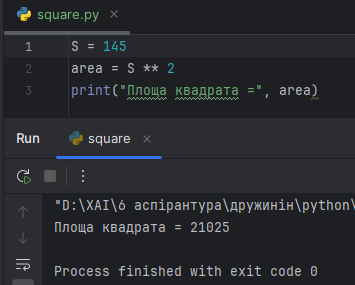 square.py
1 S = 145
2 area = S ** 2
3 print("Площа квадрата =", area)
Run square
"D:\XAI\6 аспірантура\дружинін\python\
Площа квадрата = 21025
Process finished with exit code 0